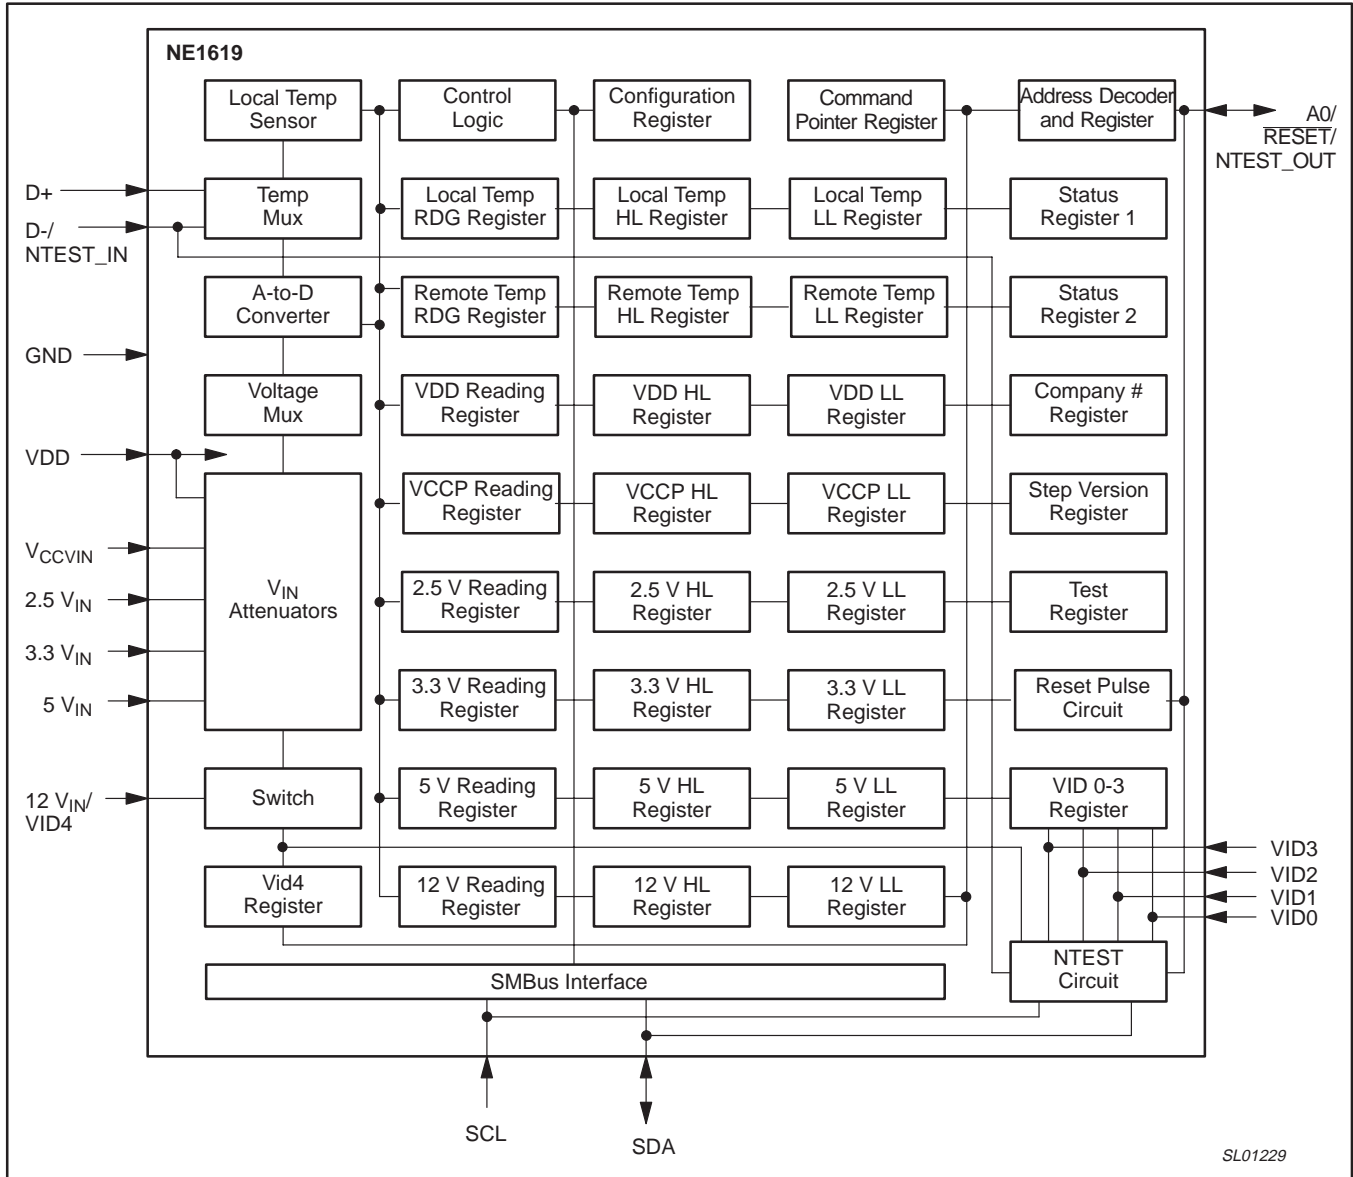 NE1619
Local Temp
Sensor
Control
Logic
Configuration
Register
Command
Pointer Register
Address Decoder
and Register
A0/
RESET/
NTEST_OUT
D+
D-/
NTEST_IN
Temp
Mux
Local Temp
RDG Register
Local Temp
HL Register
Local Temp
LL Register
Status
Register 1
A-to-D
Converter
Remote Temp
RDG Register
Remote Temp
HL Register
Remote Temp
LL Register
Status
Register 2
GND
Voltage
Mux
VDD Reading
Register
VDD HL
Register
VDD LL
Register
Company #
Register
VDD
VCCVIN
2.5 VIN
3.3 VIN
5 VIN
VIN
Attenuators
VCCP Reading
Register
VCCP HL
Register
VCCP LL
Register
Step Version
Register
2.5 V Reading
Register
2.5 V HL
Register
2.5 V LL
Register
Test
Register
3.3 V Reading
Register
3.3 V HL
Register
3.3 V LL
Register
Reset Pulse
Circuit
12 VIN/
VID4
Switch
5 V Reading
Register
5 V HL
Register
5 V LL
Register
VID 0-3
Register
VID3
VID2
VID1
VID0
Vid4
Register
12 V Reading
Register
12 V HL
Register
12 V LL
Register
SMBus Interface
NTEST
Circuit
SCL
SDA
SL01229